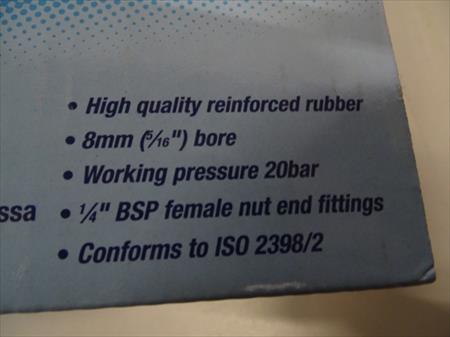 • High quality reinforced rubber
• 8mm (5/16") bore
• Working pressure 20bar
ssa • 1/4" BSP female nut end fittings
• Conforms to ISO 2398/2